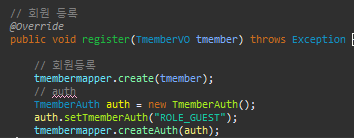 // 회원 등록
@Override
public void register(TmemberVO tmember) throws Exception {
// 회원등록
tmembermapper.create(tmember);
// auth
TmemberAuth auth = new TmemberAuth();
auth.setTmemberAuth("ROLE_GUEST");
tmembermapper.createAuth(auth);